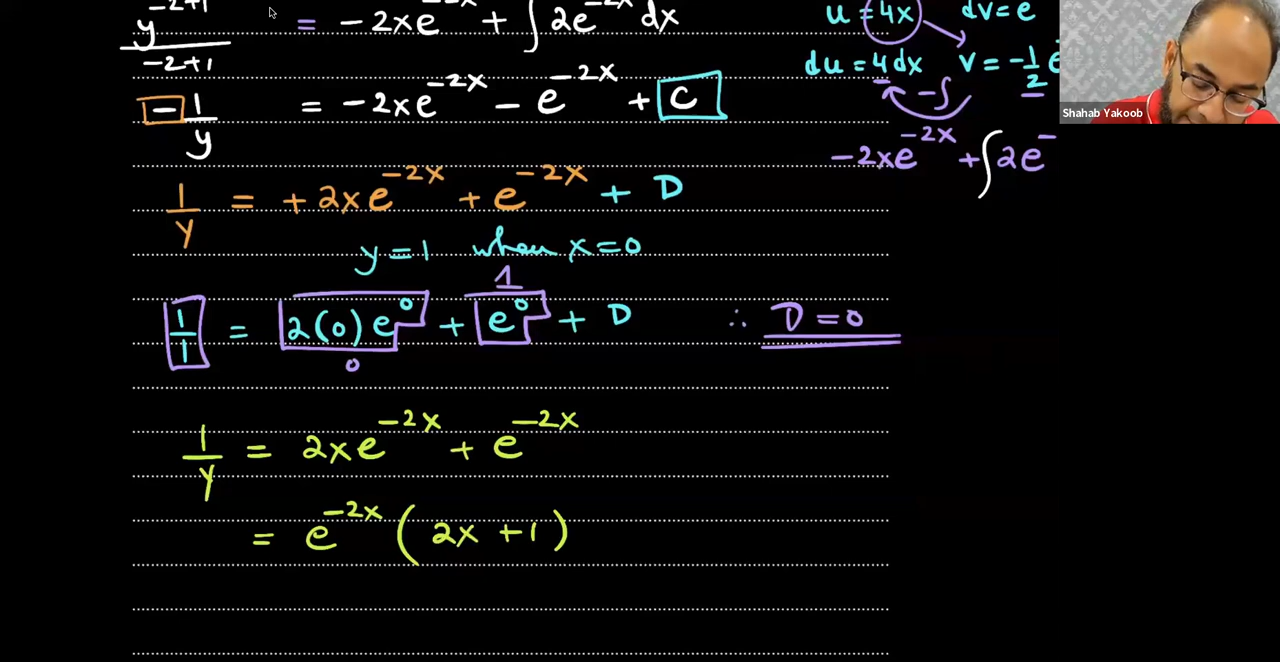 y^{-2+1}/(-2+1) = -2xe^{-2x} + ∫2e^{-2x} dx
-1/y = -2xe^{-2x} - e^{-2x} + C
1/y = +2xe^{-2x} + e^{-2x} + D
y = 1 when x = 0
1
1/1 = 2(0)e^0 + e^0 + D ∴ D = 0
0
1/y = 2xe^{-2x} + e^{-2x}
= e^{-2x} (2x + 1)
u = 4x dv = e
du = 4dx v = -1/2 e
-∫
-2xe^{-2x} + ∫2e^-
Shahab Yakoob